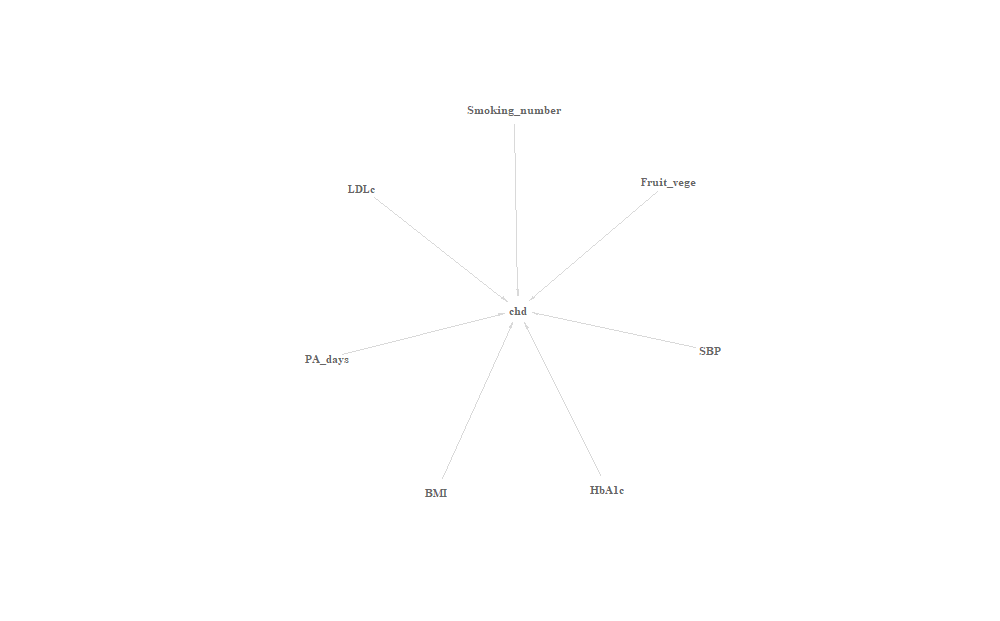 Smoking_number
Fruit_vege
LDLc
chd
SBP
PA_days
HbA1c
BMI